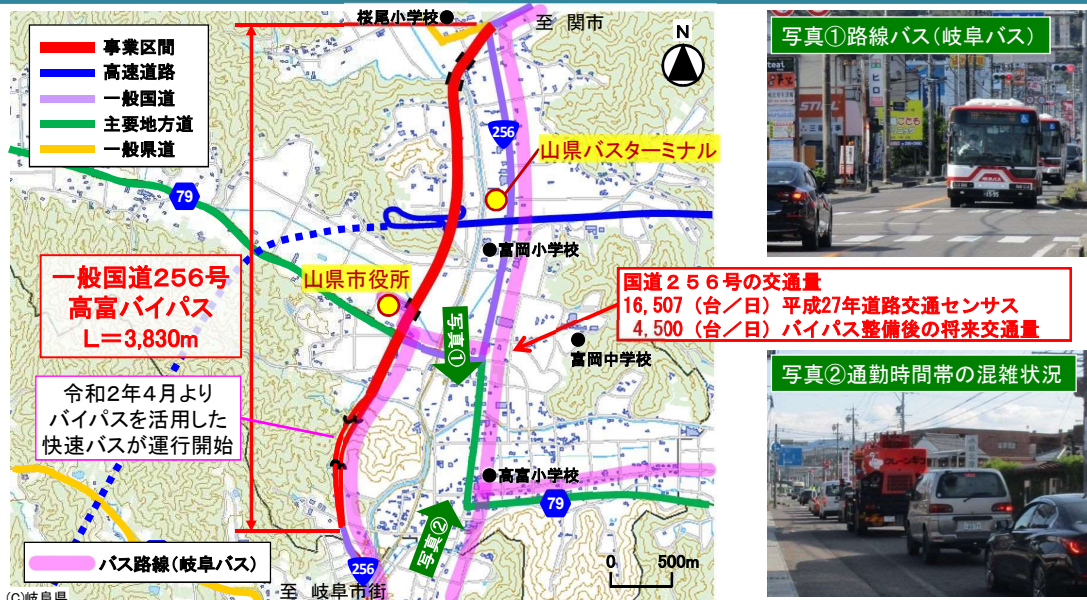 事業区間
高速道路
一般国道
主要地方道
一般県道
桜尾小学校
至 関市
N
256
山県バスターミナル
79
富岡小学校
山県市役所
一般国道256号
高富バイパス
L=3,830m
写真①
富岡中学校
国道256号の交通量
16,507(台/日)平成27年道路交通センサス
4,500(台/日)バイパス整備後の将来交通量
令和2年4月より
バイパスを活用した
快速バスが運行開始
高富小学校
79
写真②
バス路線(岐阜バス)
256
至 岐阜市街
0 500m
(C)岐阜県
写真①路線バス(岐阜バス)
STIHL
写真②通勤時間帯の混雑状況